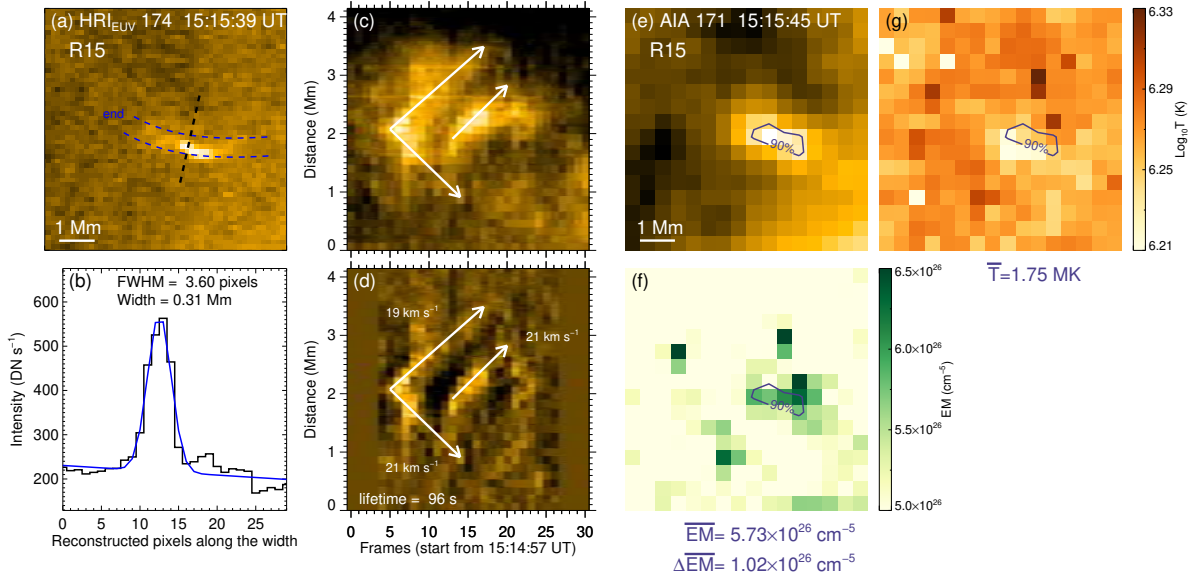 (a) HRI_EUV 174 15:15:39 UT
R15
end
1 Mm
(b)
FWHM = 3.60 pixels
Width = 0.31 Mm
Intensity (DN s⁻¹)
600
500
400
300
200
0 5 10 15 20 25
Reconstructed pixels along the width
(c)
Distance (Mm)
4
3
2
1
0
(d)
19 km s⁻¹
21 km s⁻¹
21 km s⁻¹
lifetime = 96 s
Distance (Mm)
4
3
2
1
0
0 5 10 15 20 25 30
Frames (start from 15:14:57 UT)
(e) AIA 171 15:15:45 UT
R15
90%
1 Mm
(g)
90%
6.33
6.29
6.25
6.21
Log₁₀T (K)
T̅=1.75 MK
(f)
90%
6.5×10²⁶
6.0×10²⁶
5.5×10²⁶
5.0×10²⁶
EM (cm⁻⁵)
E̅M̅= 5.73×10²⁶ cm⁻⁵
ΔE̅M̅= 1.02×10²⁶ cm⁻⁵